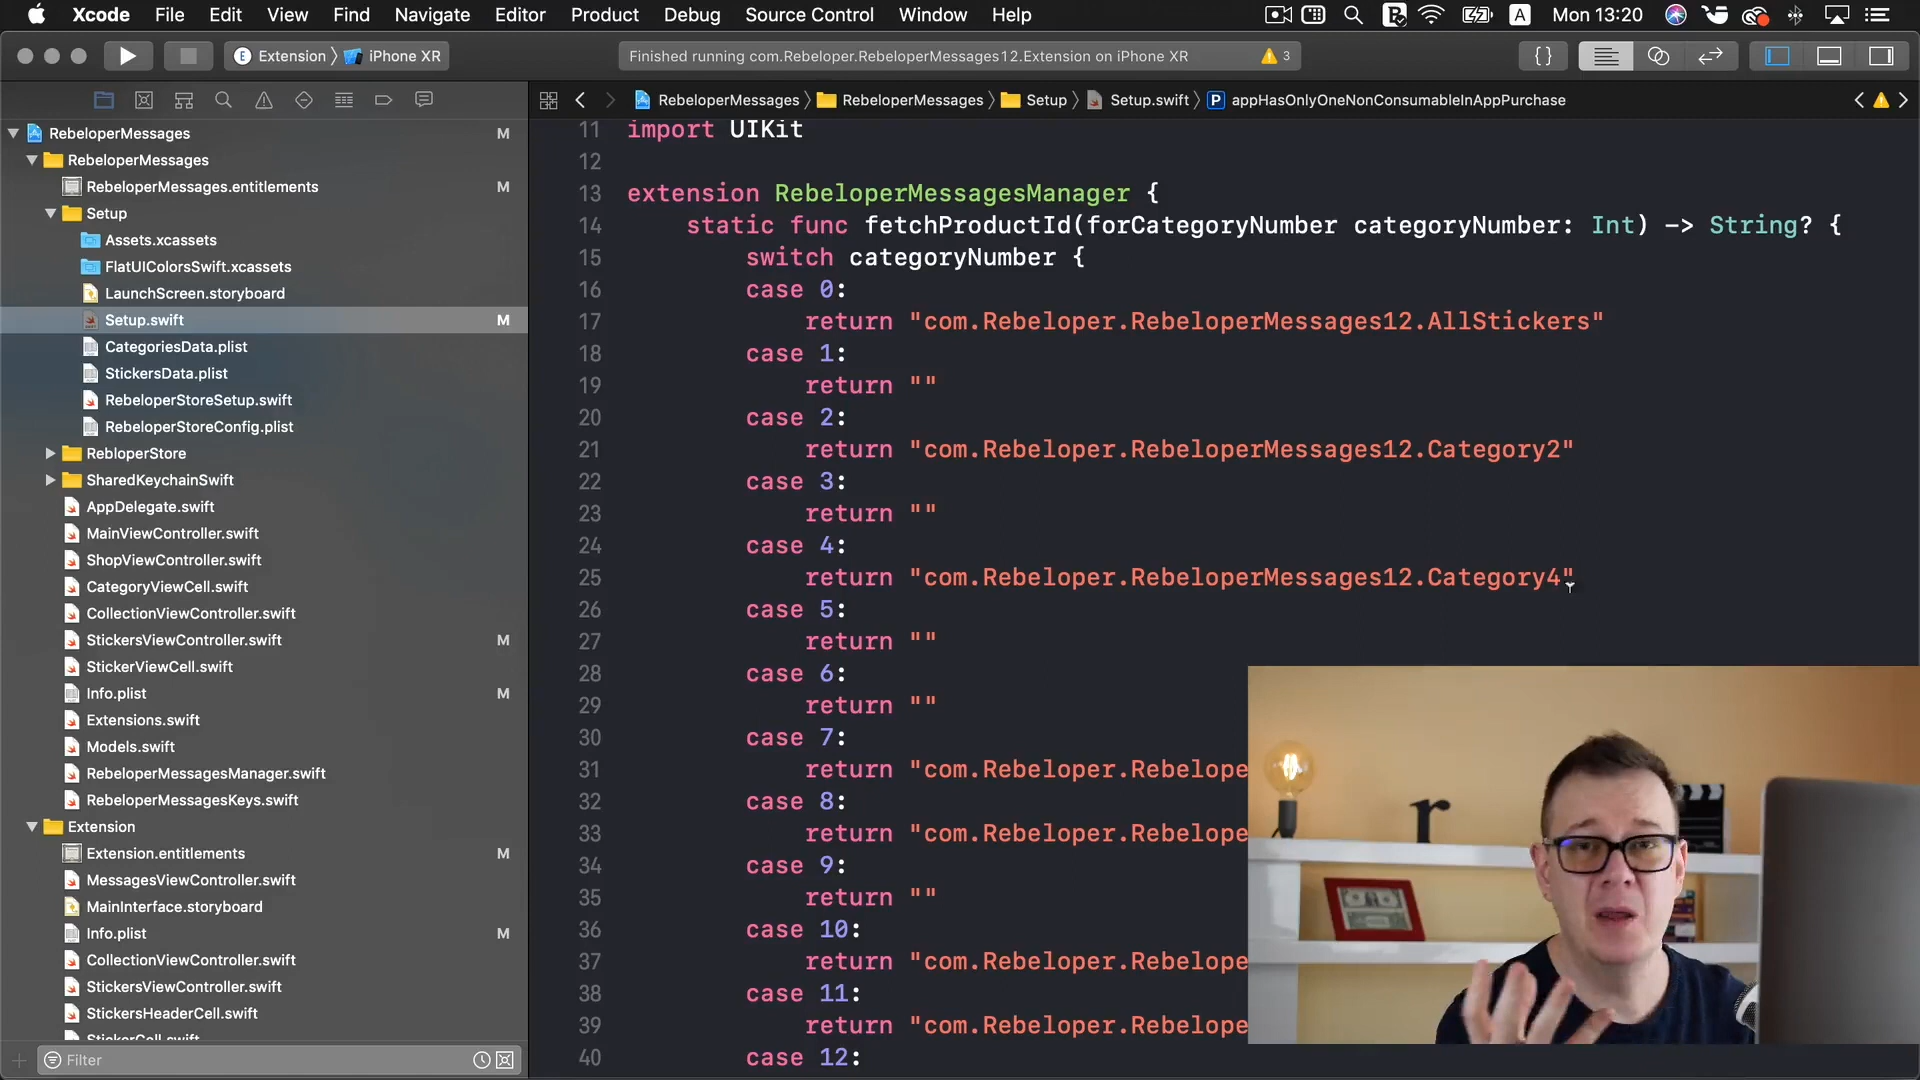 Xcode File Edit View Find Navigate Editor Product Debug Source Control Window Help A Mon 13:20
E Extension iPhone XR Finished running com.Rebeloper.RebeloperMessages12.Extension on iPhone XR 3 {}
RebeloperMessages RebeloperMessages Setup Setup.swift P appHasOnlyOneNonConsumableInAppPurchase
RebeloperMessages M
RebeloperMessages
RebeloperMessages.entitlements M
Setup
Assets.xcassets
FlatUIColorsSwift.xcassets
LaunchScreen.storyboard
Setup.swift M
CategoriesData.plist
StickersData.plist
RebeloperStoreSetup.swift
RebeloperStoreConfig.plist
RebloperStore
SharedKeychainSwift
AppDelegate.swift
MainViewController.swift
ShopViewController.swift
CategoryViewCell.swift
CollectionViewController.swift
StickersViewController.swift M
StickerViewCell.swift
Info.plist M
Extensions.swift
Models.swift
RebeloperMessagesManager.swift
RebeloperMessagesKeys.swift
Extension
Extension.entitlements M
MessagesViewController.swift
MainInterface.storyboard
Info.plist M
CollectionViewController.swift
StickersViewController.swift
StickersHeaderCell.swift
StickerCell.swift
Filter
11 import UIKit
12
13 extension RebeloperMessagesManager {
14 static func fetchProductId(forCategoryNumber categoryNumber: Int) -> String? {
15 switch categoryNumber {
16 case 0:
17 return "com.Rebeloper.RebeloperMessages12.AllStickers"
18 case 1:
19 return ""
20 case 2:
21 return "com.Rebeloper.RebeloperMessages12.Category2"
22 case 3:
23 return ""
24 case 4:
25 return "com.Rebeloper.RebeloperMessages12.Category4"
26 case 5:
27 return ""
28 case 6:
29 return ""
30 case 7:
31 return "com.Rebeloper.Rebelope
32 case 8:
33 return "com.Rebeloper.Rebelope
34 case 9:
35 return ""
36 case 10:
37 return "com.Rebeloper.Rebelope
38 case 11:
39 return "com.Rebeloper.Rebelope
40 case 12:
r